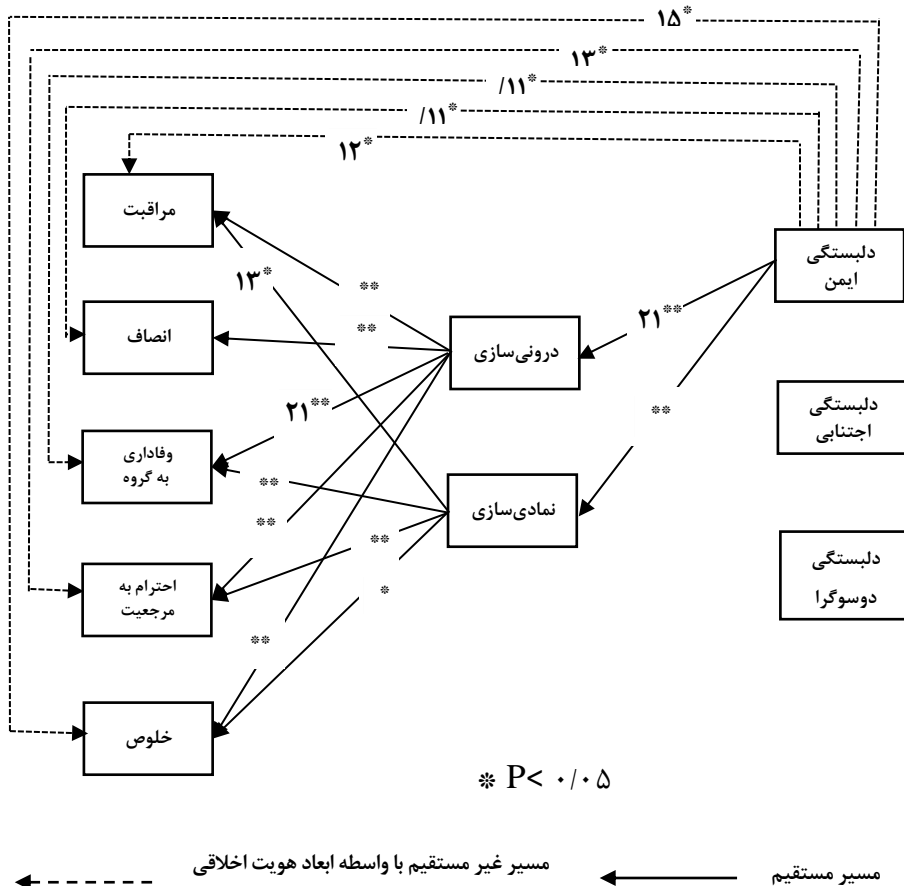 ۱۵*
۱۳*
/۱۱*
/۱۱*
۱۲*
مراقبت
دلبستگی
ایمن
۱۳*
**
۲۱**
انصاف
**
درونی‌سازی
دلبستگی
اجتنابی
۲۱**
**
وفاداری
به گروه
**
نمادی‌سازی
**
**
دلبستگی
دوسوگرا
احترام به
مرجعیت
*
**
خلوص
* P< ۰/۰۵
مسیر مستقیم
مسیر غیر مستقیم با واسطه ابعاد هویت اخلاقی